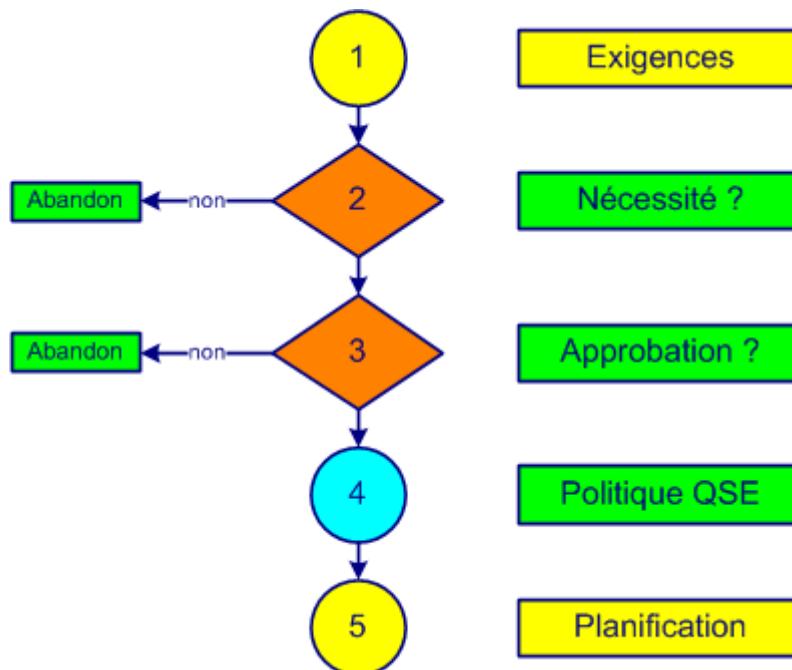 1
Exigences
Abandon
non
2
Nécessité ?
Abandon
non
3
Approbation ?
4
Politique QSE
5
Planification